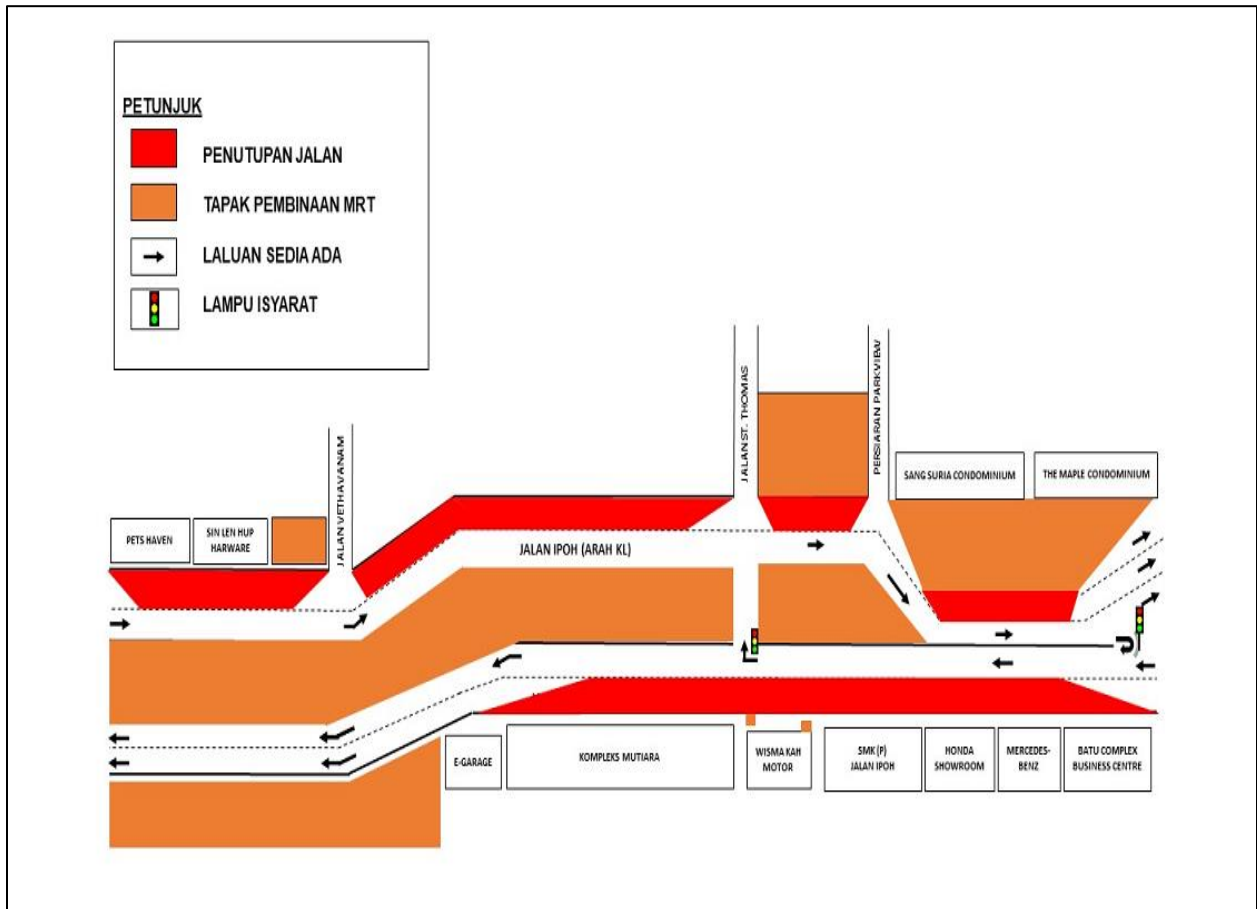 PETUNJUK
PENUTUPAN JALAN
TAPAK PEMBINAAN MRT
LALUAN SEDIA ADA
LAMPU ISYARAT
JALAN VETHAVANAM
JALAN ST. THOMAS
PERSIARAN PARKVIEW
SANG SURIA CONDOMINIUM
THE MAPLE CONDOMINIUM
PETS HAVEN
SIN LEN HUP
HARWARE
JALAN IPOH (ARAH KL)
E-GARAGE
KOMPLEKS MUTIARA
WISMA KAH
MOTOR
SMK (P)
JALAN IPOH
HONDA
SHOWROOM
MERCEDES-
BENZ
BATU COMPLEX
BUSINESS CENTRE